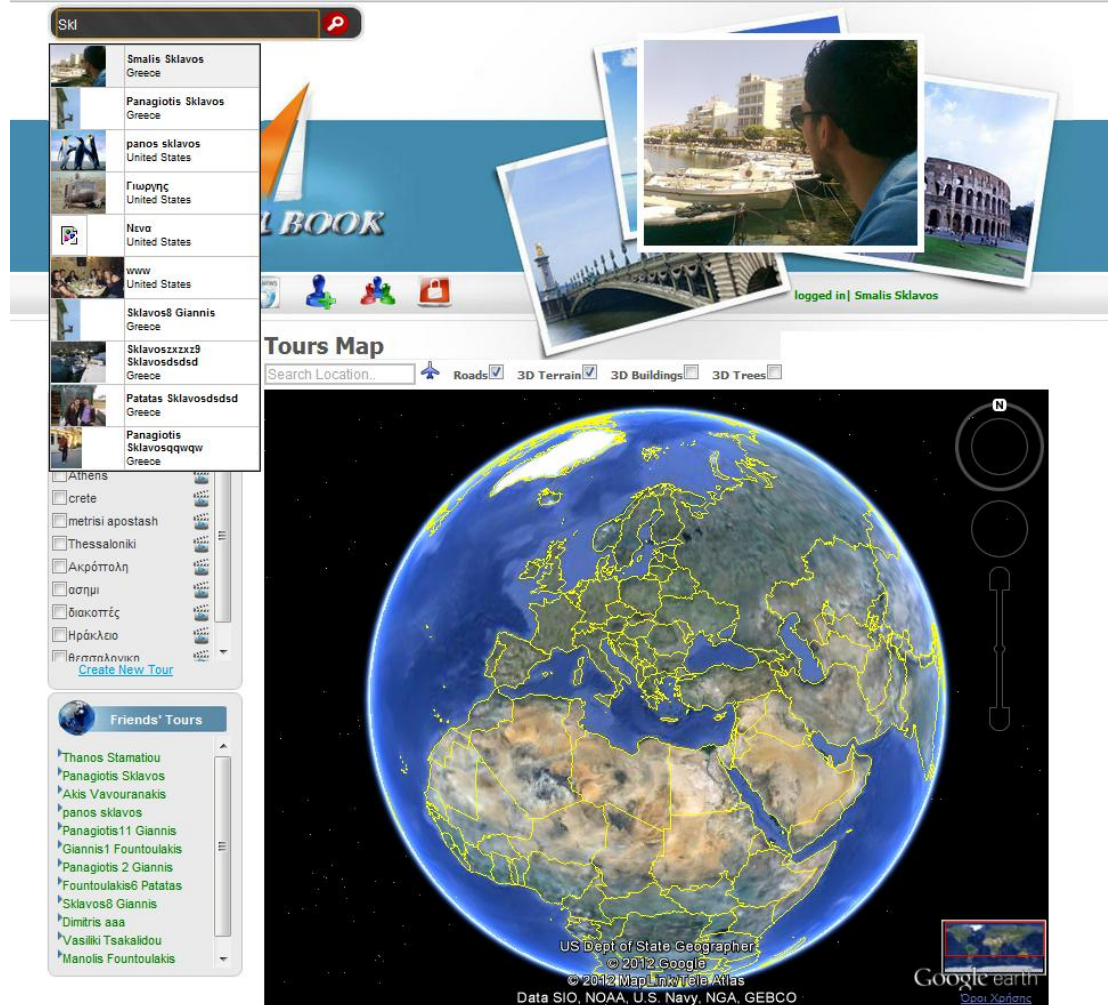 Skl
Smalis Sklavos
Greece
Panagiotis Sklavos
Greece
panos sklavos
United States
Γιωργης
United States
Νενα
United States
www
United States
Sklavos8 Giannis
Greece
Sklavoszxzxz9
Sklavosdsdsd
Greece
Patatas Sklavosdsdsd
Greece
Panagiotis
Sklavosqqwqw
Greece
BOOK
logged in| Smalis Sklavos
Tours Map
Search Location..
Roads
3D Terrain
3D Buildings
3D Trees
N
Athens
crete
metrisi apostash
Thessaloniki
Ακρόπολη
ασημι
διακοπές
Ηράκλειο
θεσσαλονικη
Create New Tour
Friends' Tours
Thanos Stamatiou
Panagiotis Sklavos
Akis Vavouranakis
panos sklavos
Panagiotis11 Giannis
Giannis1 Fountoulakis
Panagiotis 2 Giannis
Fountoulakis6 Patatas
Sklavos8 Giannis
Dimitris aaa
Vasiliki Tsakalidou
Manolis Fountoulakis
US Dept of State Geographer
© 2012 Google
© 2012 MapLink/Tele Atlas
Data SIO, NOAA, U.S. Navy, NGA, GEBCO
Google earth
Όροι Χρήσης